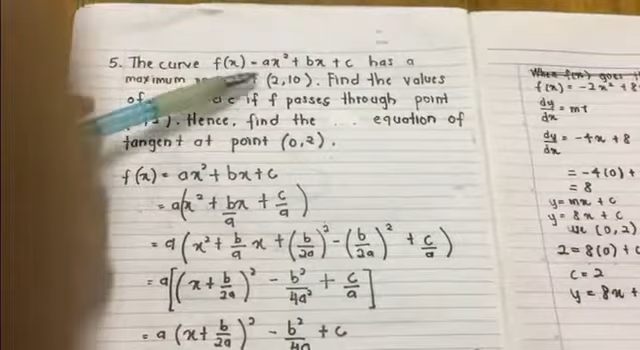 5. The curve f(x) = ax² + bx + c has a
maximum (2,10). Find the values
of if f passes through point
). Hence, find the ... equation of
tangent at point (0,2).
f(x) = ax² + bx + c
= a(x² + bx/a + c/a)
= a(x² + b/a x + (b/2a)² - (b/2a)² + c/a)
= a[(x + b/2a)² - b²/4a² + c/a]
= a(x + b/2a)² - b²/4a + c
When f(x) goes
f(x) = -2x² + 8
dy/dx = m
dy/dx = -4x + 8
= -4(0) +
= 8
y = mx + c
y = 8x + c
use (0,2)
2 = 8(0) +
c = 2
y = 8x +